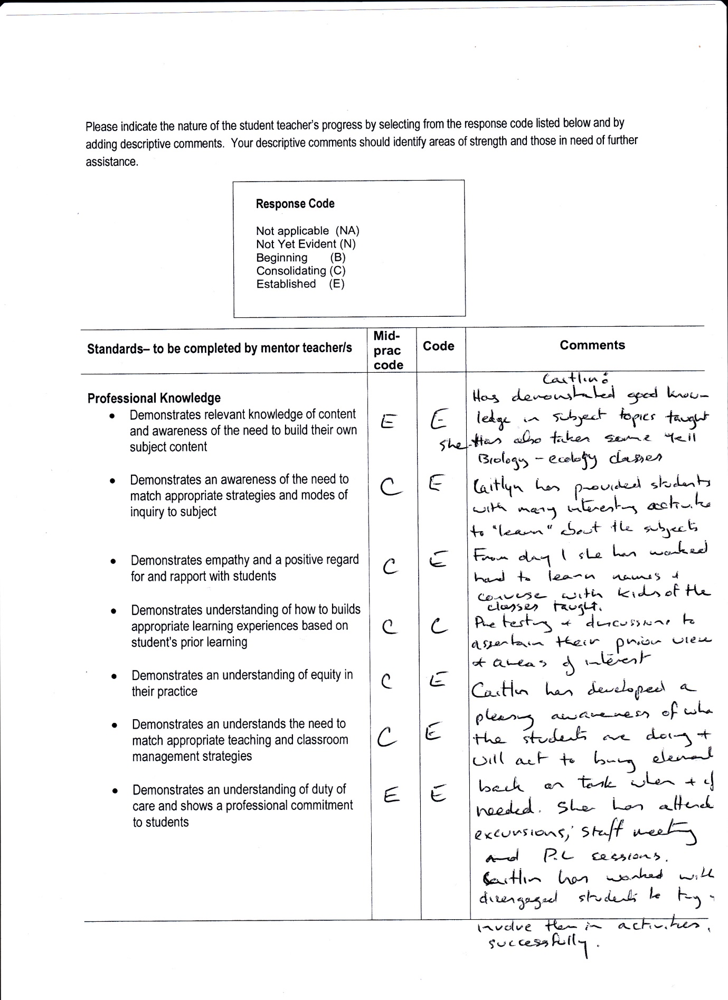 Please indicate the nature of the student teacher's progress by selecting from the response code listed below and by
adding descriptive comments. Your descriptive comments should identify areas of strength and those in need of further
assistance.
Response Code
Not applicable (NA)
Not Yet Evident (N)
Beginning (B)
Consolidating (C)
Established (E)
Standards– to be completed by mentor teacher/s
Mid-
prac
code
Code
Comments
Professional Knowledge
• Demonstrates relevant knowledge of content
and awareness of the need to build their own
subject content
E
E
Caitlin:
Has demonstated good know-
ledge in subject topics taught
She Has also taken some Yr11
Biology - ecology classes
• Demonstrates an awareness of the need to
match appropriate strategies and modes of
inquiry to subject
C
E
Caitlyn has provided students
with many interesting activities
to "learn" about the subjects
• Demonstrates empathy and a positive regard
for and rapport with students
C
E
From day 1 she has worked
hard to learn names +
converse with kids of the
classes taught.
• Demonstrates understanding of how to builds
appropriate learning experiences based on
student's prior learning
C
C
Pre testing + discussions to
assertain their prior view
+ areas of interest
• Demonstrates an understanding of equity in
their practice
C
E
• Demonstrates an understands the need to
match appropriate teaching and classroom
management strategies
C
E
• Demonstrates an understanding of duty of
care and shows a professional commitment
to students
E
E
Caitlin has developed a
pleasing awareness of wha
the students are doing +
will act to bring
back on task when + if
needed. She has attende
excursions, staff meeting
and P.L sessions.
Caitlin has worked with
disengaged students to try
involve them in activities,
successfully.